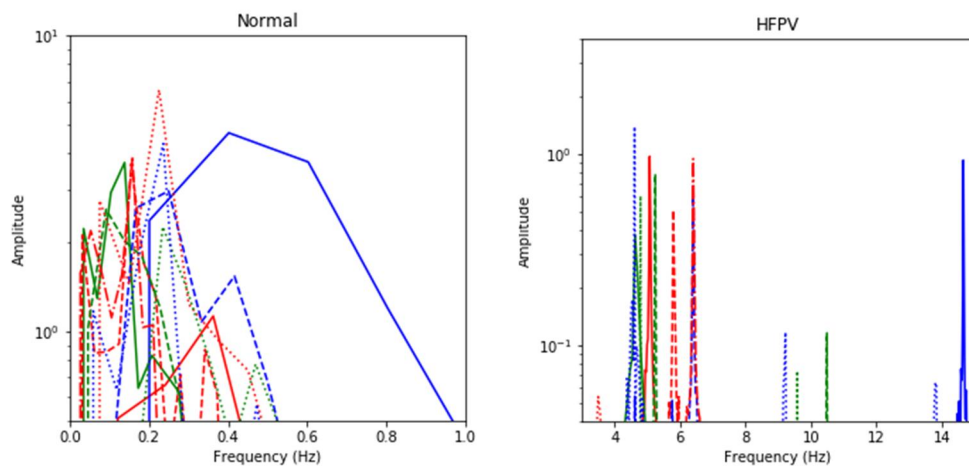 Normal
10¹
10⁰
Amplitude
0.0 0.2 0.4 0.6 0.8 1.0
Frequency (Hz)
HFPV
10⁰
10⁻¹
Amplitude
4 6 8 10 12 14
Frequency (Hz)